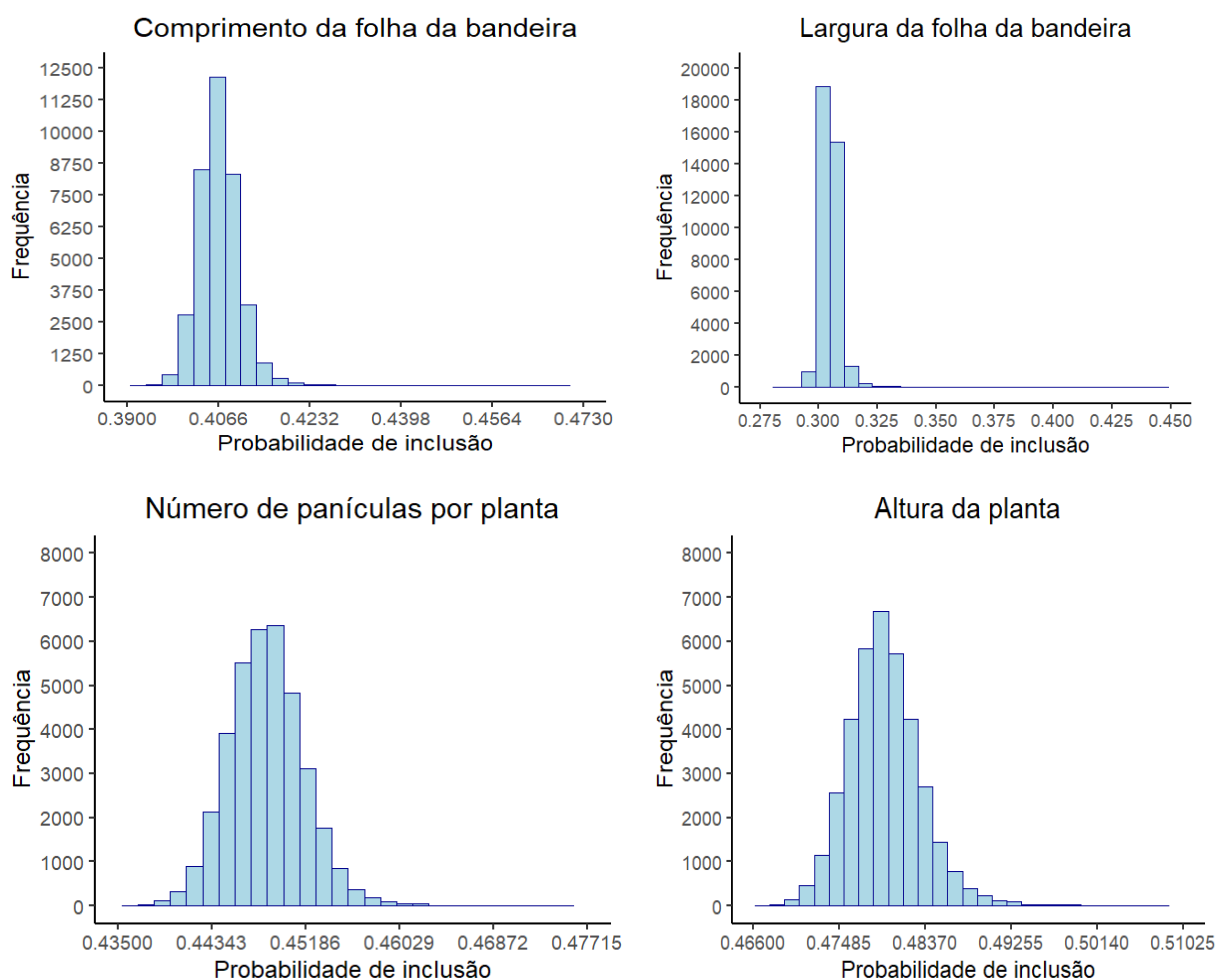 Comprimento da folha da bandeira
Frequência
12500
11250
10000
8750
7500
6250
5000
3750
2500
1250
0
0.3900 0.4066 0.4232 0.4398 0.4564 0.4730
Probabilidade de inclusão
Largura da folha da bandeira
Frequência
20000
18000
16000
14000
12000
10000
8000
6000
4000
2000
0
0.275 0.300 0.325 0.350 0.375 0.400 0.425 0.450
Probabilidade de inclusão
Número de panículas por planta
Frequência
8000
7000
6000
5000
4000
3000
2000
1000
0
0.43500 0.44343 0.45186 0.46029 0.46872 0.47715
Probabilidade de inclusão
Altura da planta
Frequência
8000
7000
6000
5000
4000
3000
2000
1000
0
0.46600 0.47485 0.48370 0.49255 0.50140 0.51025
Probabilidade de inclusão